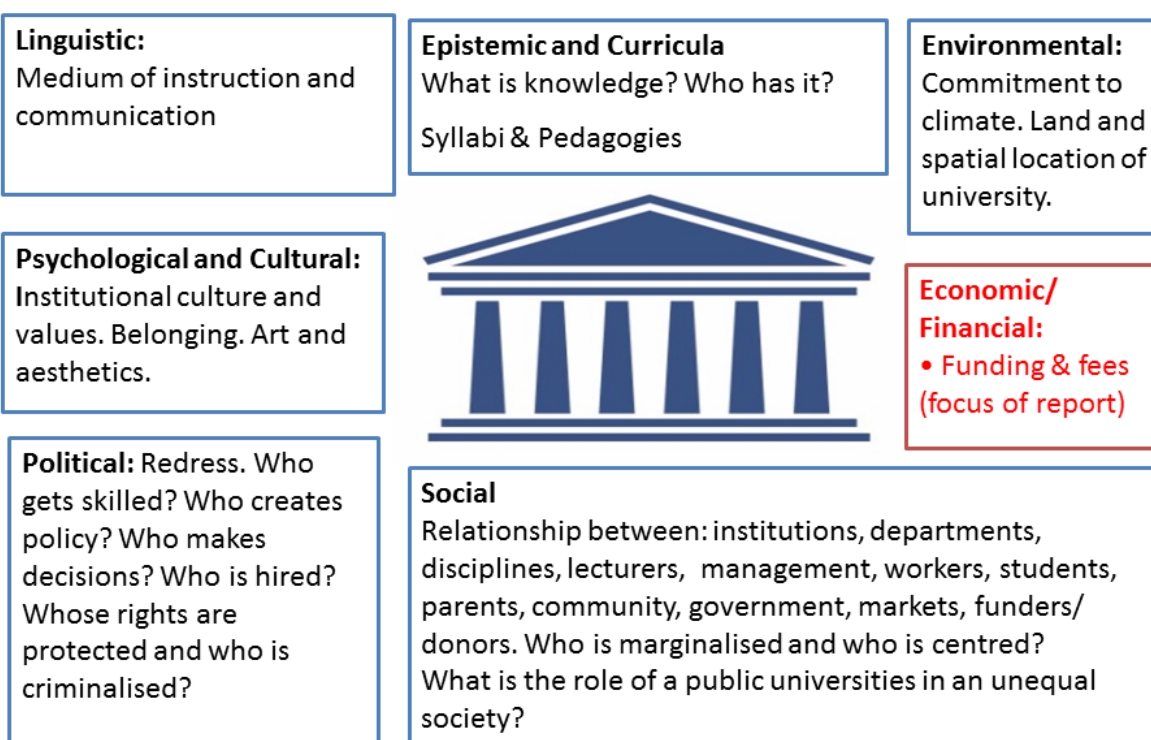 Linguistic:
Medium of instruction and
communication
Epistemic and Curricula
What is knowledge? Who has it?
Syllabi & Pedagogies
Environmental:
Commitment to
climate. Land and
spatial location of
university.
Psychological and Cultural:
Institutional culture and
values. Belonging. Art and
aesthetics.
Economic/
Financial:
• Funding & fees
(focus of report)
Political: Redress. Who
gets skilled? Who creates
policy? Who makes
decisions? Who is hired?
Whose rights are
protected and who is
criminalised?
Social
Relationship between: institutions, departments,
disciplines, lecturers, management, workers, students,
parents, community, government, markets, funders/
donors. Who is marginalised and who is centred?
What is the role of a public universities in an unequal
society?